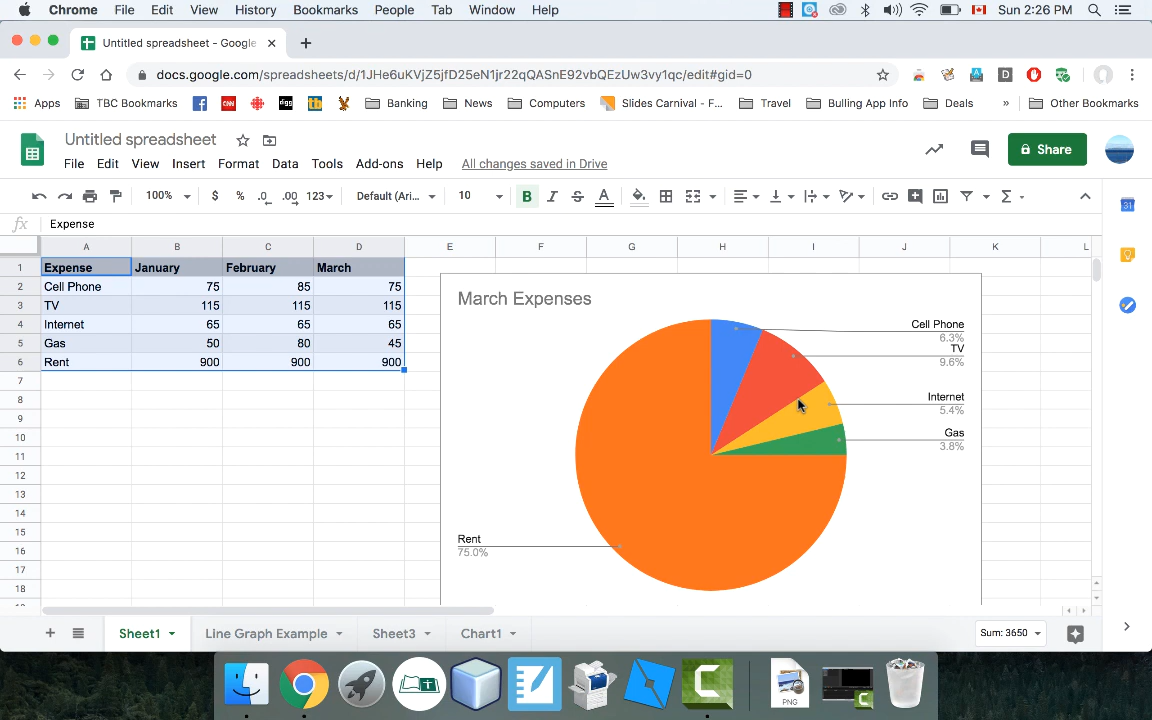 Chrome File Edit View History Bookmarks People Tab Window Help Sun 2:26 PM
Untitled spreadsheet - Google
docs.google.com/spreadsheets/d/1JHe6uKVjZ5jfD25eN1jr22qQASnE92vbQEzUw3vy1qc/edit#gid=0
Apps TBC Bookmarks CNN digg tb Banking News Computers Slides Carnival - F... Travel Bulling App Info Deals » Other Bookmarks
Untitled spreadsheet
File Edit View Insert Format Data Tools Add-ons Help All changes saved in Drive
Share
100% $ % .0 .00 123 Default (Ari... 10 B I S A Σ
31
fx Expense
A B C D E F G H I J K L
1 Expense January February March
2 Cell Phone 75 85 75
3 TV 115 115 115
4 Internet 65 65 65
5 Gas 50 80 45
6 Rent 900 900 900
7
8
9
10
11
12
13
14
15
16
17
18
March Expenses
Cell Phone
6.3%
TV
9.6%
Internet
5.4%
Gas
3.8%
Rent
75.0%
Sheet1 Line Graph Example Sheet3 Chart1 Sum: 3650
PNG